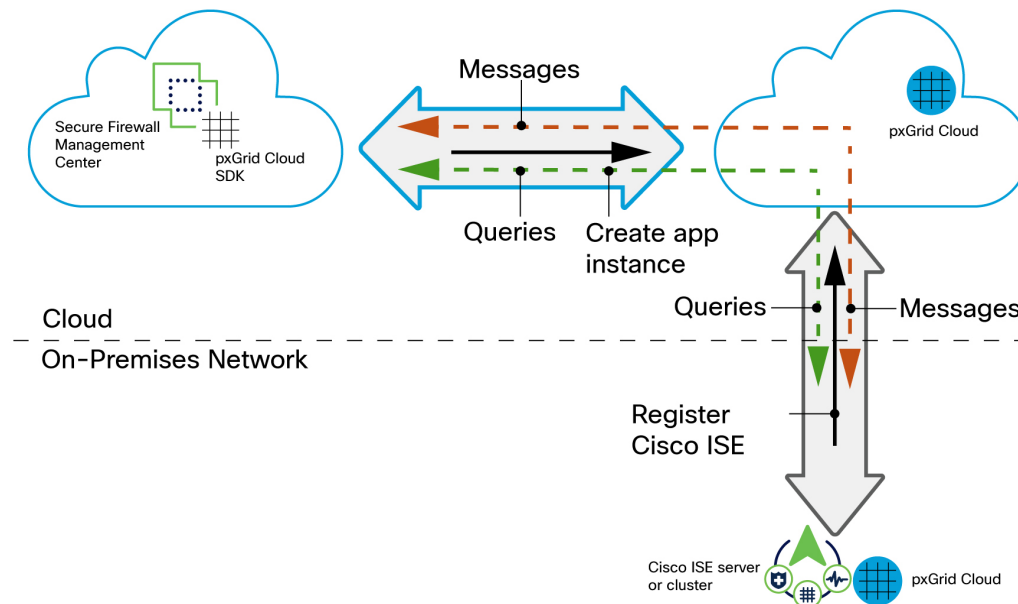 Messages
Secure Firewall
Management
Center
pxGrid Cloud
SDK
pxGrid Cloud
Queries
Create app
instance
Queries
Messages
Cloud
On-Premises Network
Register
Cisco ISE
Cisco ISE server
or cluster
pxGrid Cloud